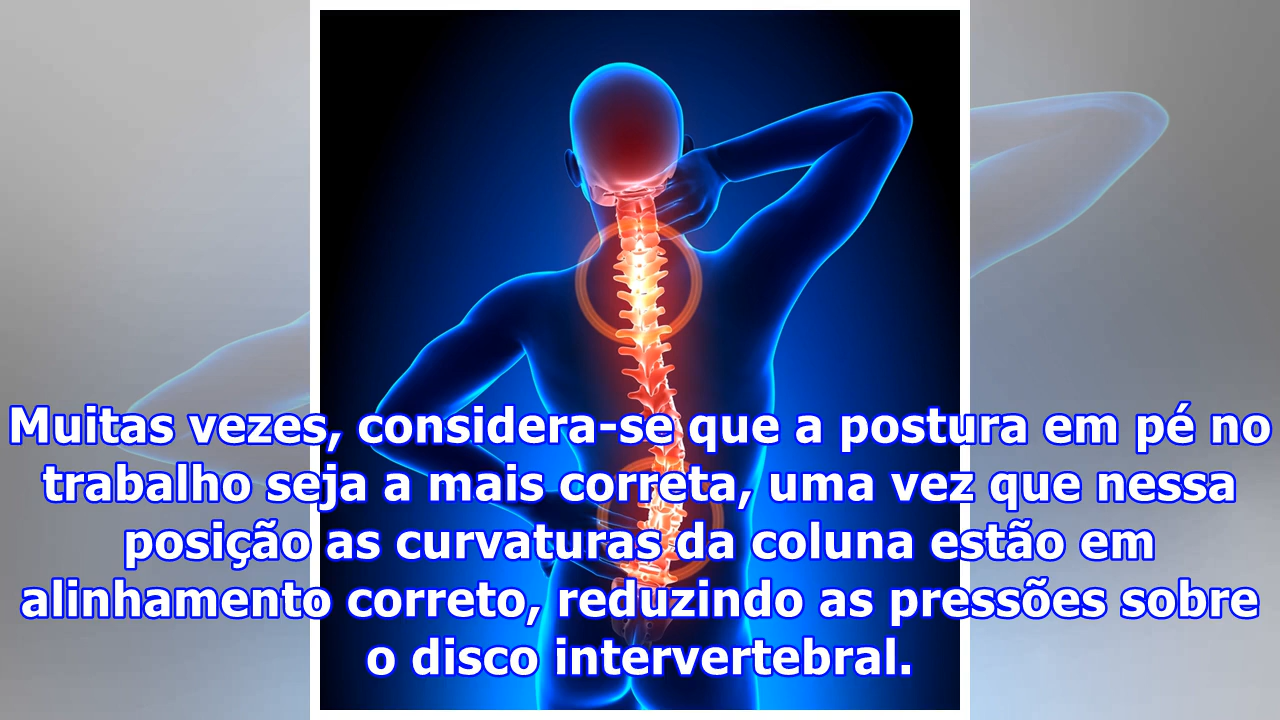 Muitas vezes, considera-se que a postura em pé no
trabalho seja a mais correta, uma vez que nessa
posição as curvaturas da coluna estão em
alinhamento correto, reduzindo as pressões sobre
o disco intervertebral.